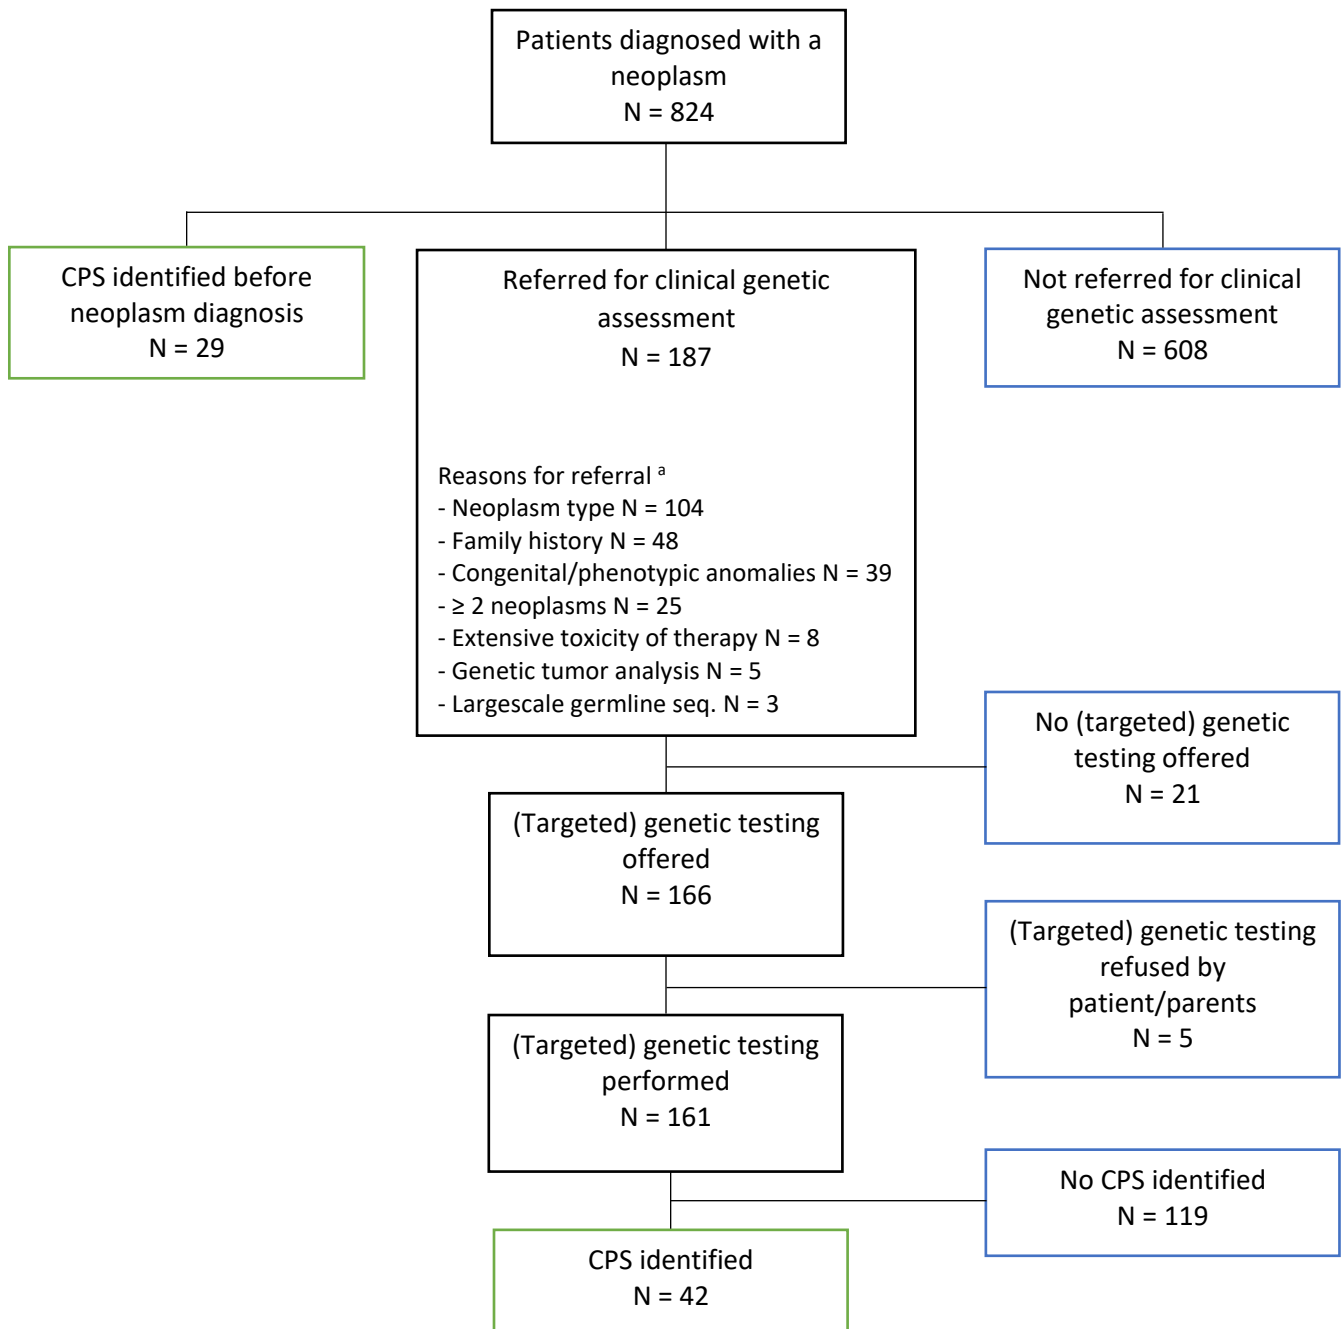 Patients diagnosed with a
neoplasm
N = 824
CPS identified before
neoplasm diagnosis
N = 29
Referred for clinical genetic
assessment
N = 187
Reasons for referral ᵃ
- Neoplasm type N = 104
- Family history N = 48
- Congenital/phenotypic anomalies N = 39
- ≥ 2 neoplasms N = 25
- Extensive toxicity of therapy N = 8
- Genetic tumor analysis N = 5
- Largescale germline seq. N = 3
Not referred for clinical
genetic assessment
N = 608
No (targeted) genetic
testing offered
N = 21
(Targeted) genetic testing
offered
N = 166
(Targeted) genetic testing
refused by
patient/parents
N = 5
(Targeted) genetic testing
performed
N = 161
No CPS identified
N = 119
CPS identified
N = 42